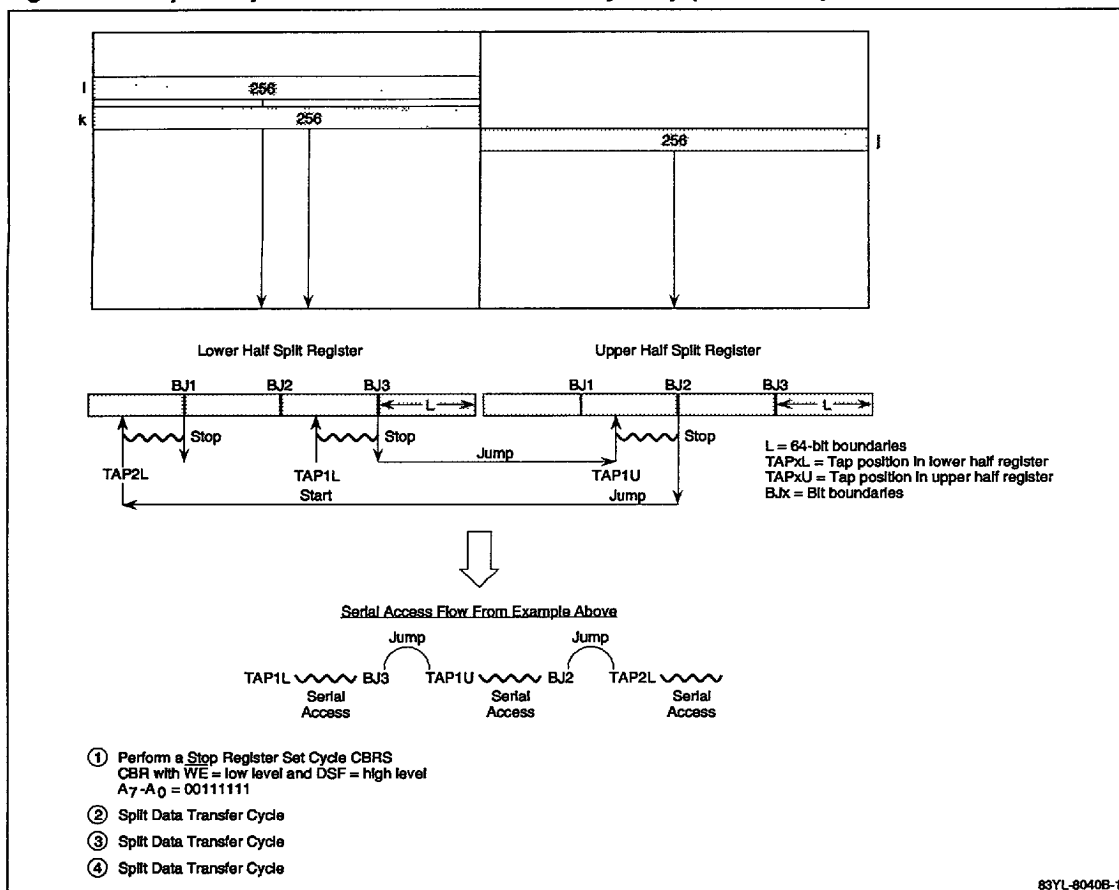 256
l
k
256
256
j
Lower Half Split Register
Upper Half Split Register
BJ1 BJ2 BJ3
BJ1 BJ2 BJ3
L
L
Stop
Stop
Stop
TAP2L
TAP1L
Jump
TAP1U
Start
Jump
L = 64-bit boundaries
TAPxL = Tap position in lower half register
TAPxU = Tap position in upper half register
BJx = Bit boundaries
Serial Access Flow From Example Above
Jump
Jump
TAP1L BJ3 TAP1U BJ2 TAP2L
Serial Access
Serial Access
Serial Access
① Perform a Stop Register Set Cycle CBRS
CBR with WE = low level and DSF = high level
A7-A0 = 00111111
② Split Data Transfer Cycle
③ Split Data Transfer Cycle
④ Split Data Transfer Cycle